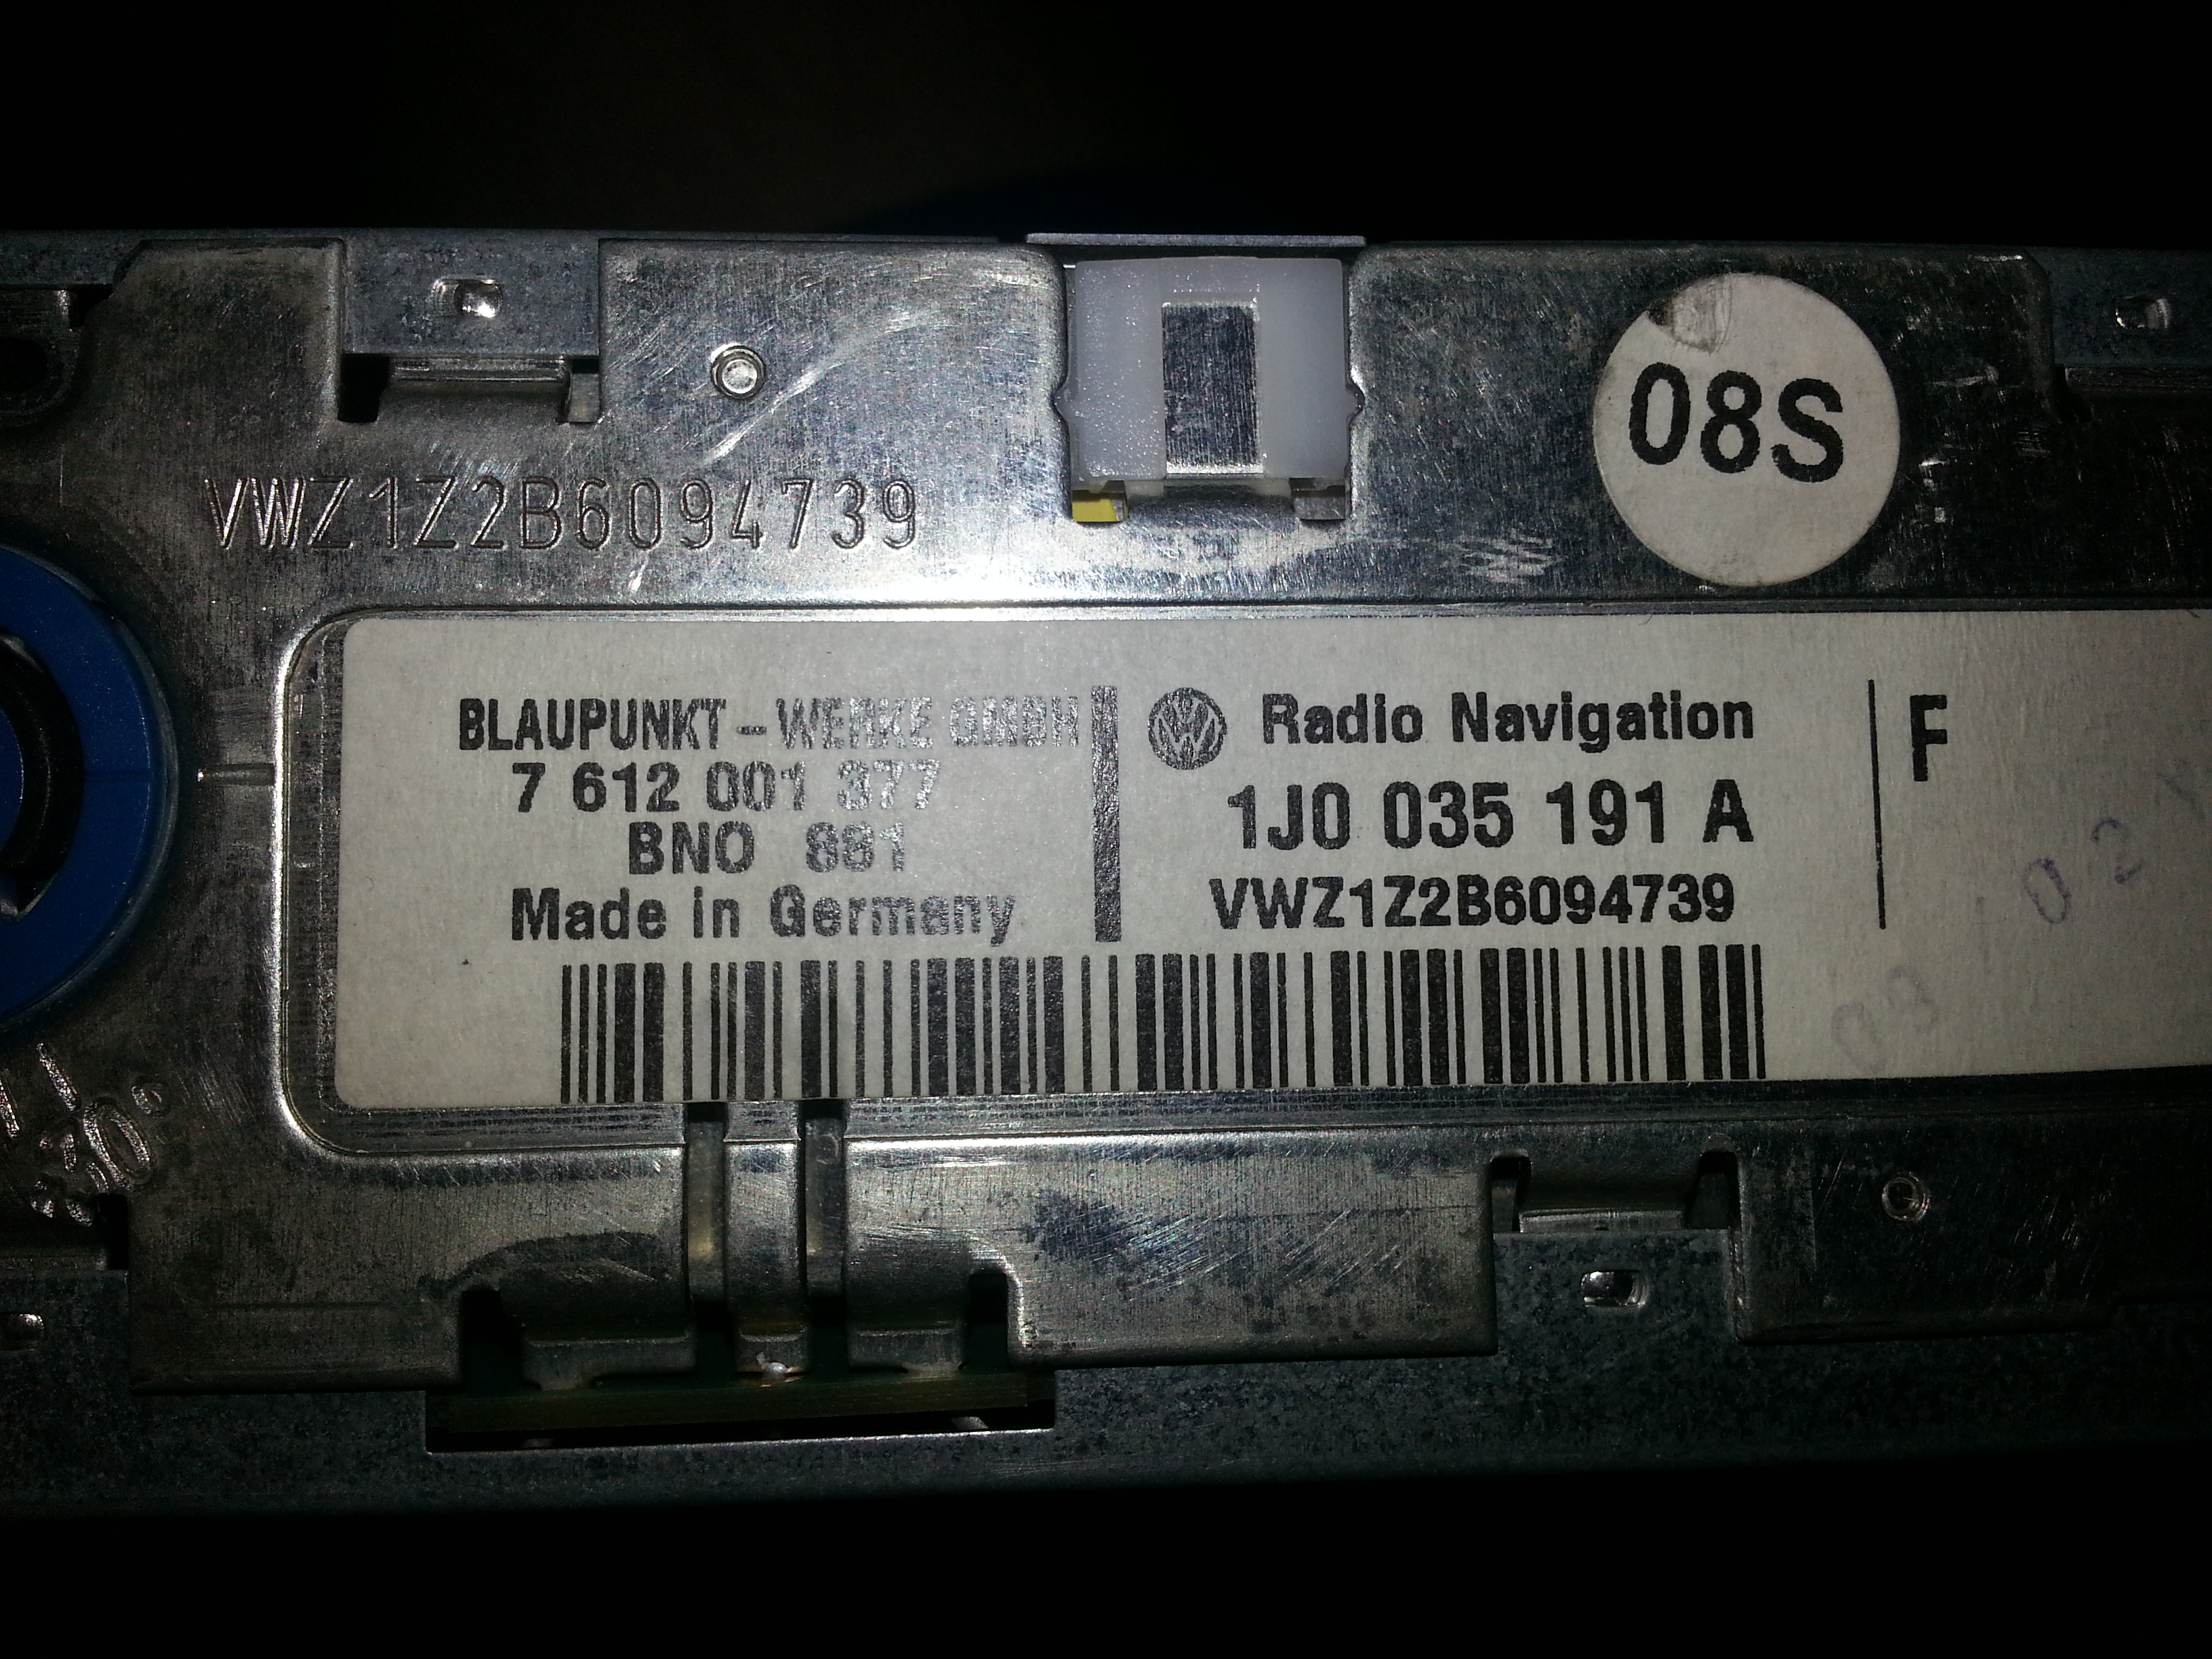 08S
VWZ1Z2B6094739
BLAUPUNKT - WERKE GMBH
7 612 001 377
BNO 881
Made in Germany
Radio Navigation
1J0 035 191 A
VWZ1Z2B6094739
F